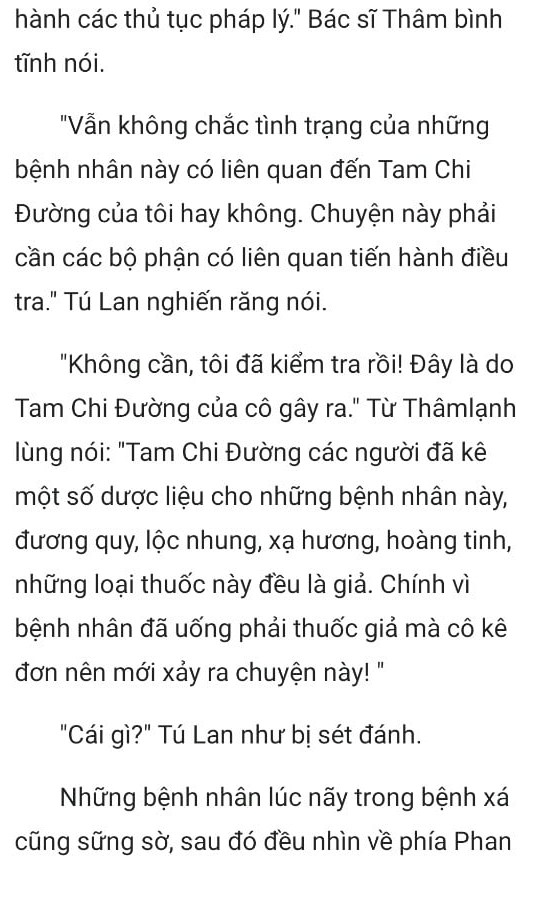 hành các thủ tục pháp lý." Bác sĩ Thâm bình
tĩnh nói.
"Vẫn không chắc tình trạng của những
bệnh nhân này có liên quan đến Tam Chi
Đường của tôi hay không. Chuyện này phải
cần các bộ phận có liên quan tiến hành điều
tra." Tú Lan nghiến răng nói.
"Không cần, tôi đã kiểm tra rồi! Đây là do
Tam Chi Đường của cô gây ra." Từ Thâmlạnh
lùng nói: "Tam Chi Đường các người đã kê
một số dược liệu cho những bệnh nhân này,
đương quy, lộc nhung, xạ hương, hoàng tinh,
những loại thuốc này đều là giả. Chính vì
bệnh nhân đã uống phải thuốc giả mà cô kê
đơn nên mới xảy ra chuyện này! "
"Cái gì?" Tú Lan như bị sét đánh.
Những bệnh nhân lúc nãy trong bệnh xá
cũng sững sờ, sau đó đều nhìn về phía Phan